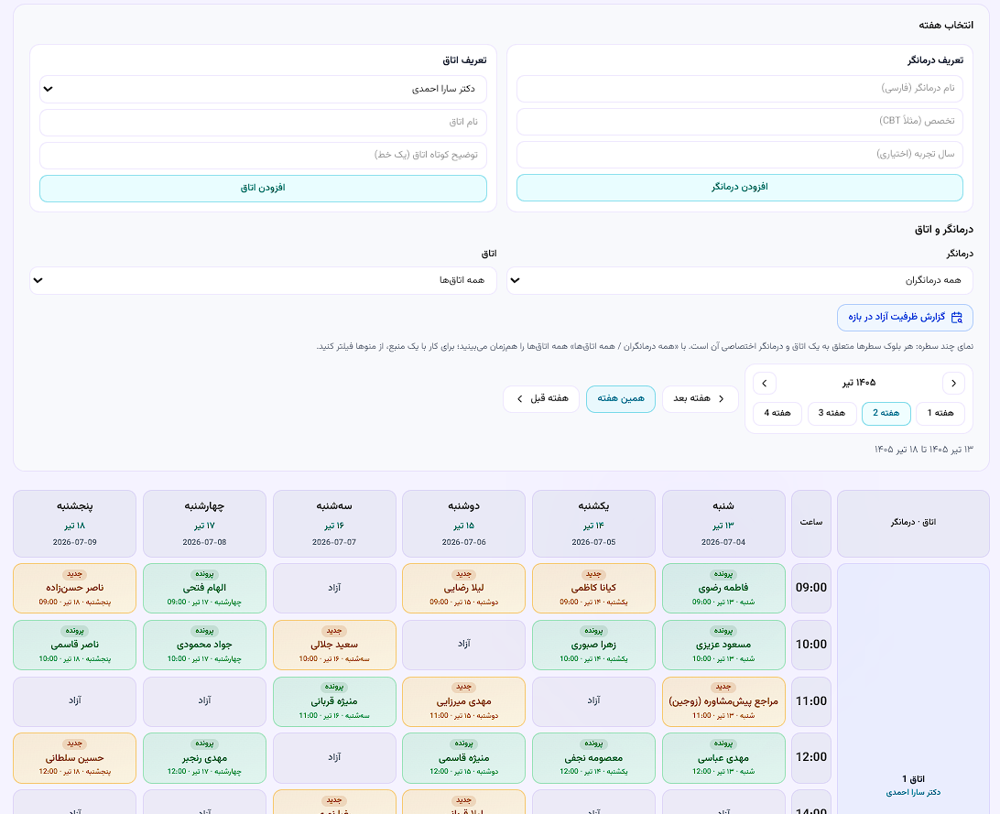 انتخاب هفته
تعریف درمانگر
نام درمانگر (فارسی)
تخصص (مثلاً CBT)
سال تجربه (اختیاری)
افزودن درمانگر
تعریف اتاق
دکتر سارا احمدی
نام اتاق
توضیح کوتاه اتاق (یک خط)
افزودن اتاق
درمانگر و اتاق
درمانگر
همه درمانگران
اتاق
همه اتاق‌ها
گزارش ظرفیت آزاد در بازه
نمای چند سطره: هر بلوک سطرها متعلق به یک اتاق و درمانگر اختصاصی آن است. با «همه درمانگران / همه اتاق‌ها» همه اتاق‌ها را هم‌زمان می‌بینید؛ برای کار با یک منبع، از منوها فیلتر کنید.
۱۴۰۵ تیر
هفته 1
هفته 2
هفته 3
هفته 4
هفته بعد
همین هفته
هفته قبل
۱۳ تیر ۱۴۰۵ تا ۱۸ تیر ۱۴۰۵
اتاق · درمانگر
ساعت
شنبه
۱۳ تیر
2026-07-04
یکشنبه
۱۴ تیر
2026-07-05
دوشنبه
۱۵ تیر
2026-07-06
سه‌شنبه
۱۶ تیر
2026-07-07
چهارشنبه
۱۷ تیر
2026-07-08
پنجشنبه
۱۸ تیر
2026-07-09
اتاق 1
دکتر سارا احمدی
09:00
پرونده
فاطمه رضوی
شنبه · ۱۳ تیر · 09:00
جدید
کیانا کاظمی
یکشنبه · ۱۴ تیر · 09:00
جدید
لیلا رضایی
دوشنبه · ۱۵ تیر · 09:00
آزاد
پرونده
الهام فتحی
چهارشنبه · ۱۷ تیر · 09:00
جدید
ناصر حسن‌زاده
پنجشنبه · ۱۸ تیر · 09:00
10:00
پرونده
مسعود عزیزی
شنبه · ۱۳ تیر · 10:00
پرونده
زهرا صبوری
یکشنبه · ۱۴ تیر · 10:00
آزاد
جدید
سعید جلالی
سه‌شنبه · ۱۶ تیر · 10:00
پرونده
جواد محمودی
چهارشنبه · ۱۷ تیر · 10:00
پرونده
ناصر قاسمی
پنجشنبه · ۱۸ تیر · 10:00
11:00
جدید
مراجع پیش‌مشاوره (زوجین)
شنبه · ۱۳ تیر · 11:00
آزاد
جدید
مهدی میرزایی
دوشنبه · ۱۵ تیر · 11:00
پرونده
منیژه قربانی
سه‌شنبه · ۱۶ تیر · 11:00
آزاد
آزاد
12:00
پرونده
مهدی عباسی
شنبه · ۱۳ تیر · 12:00
پرونده
معصومه نجفی
یکشنبه · ۱۴ تیر · 12:00
پرونده
منیژه قاسمی
دوشنبه · ۱۵ تیر · 12:00
آزاد
پرونده
مهدی رنجبر
چهارشنبه · ۱۷ تیر · 12:00
جدید
حسین سلطانی
پنجشنبه · ۱۸ تیر · 12:00
14:00
آزاد
آزاد
جدید
جدید
آزاد
آزاد